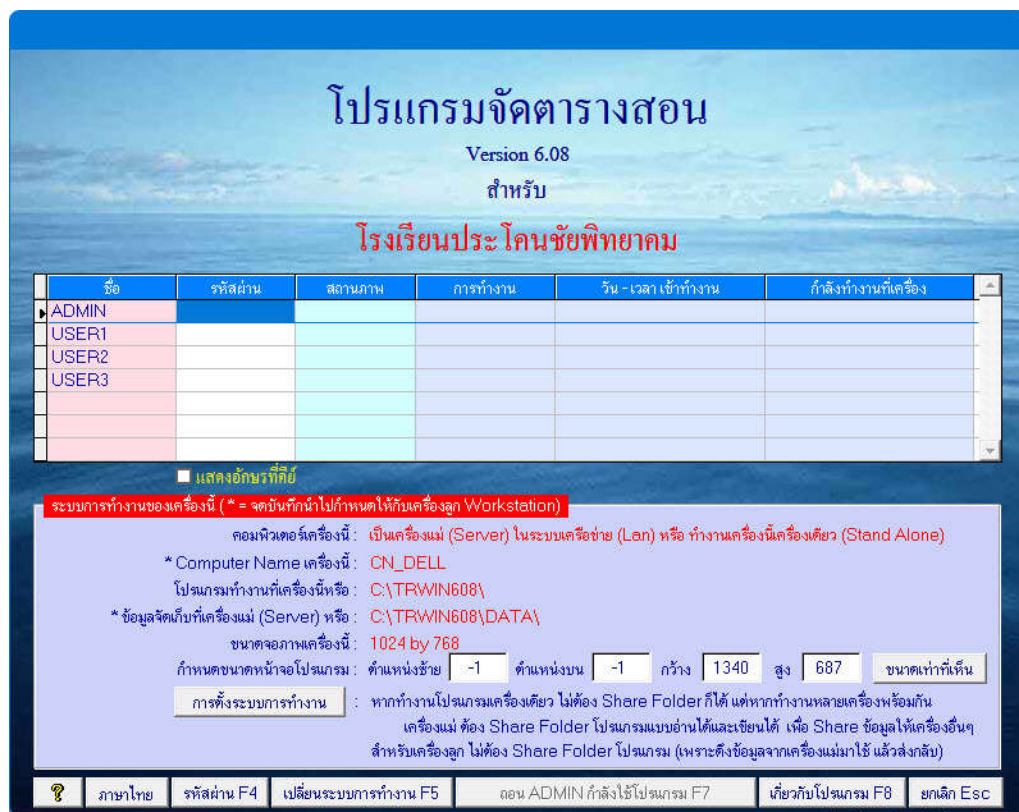 โปรแกรมจัดตารางสอน
Version 6.08
สำหรับ
โรงเรียนประโคนชัยพิทยาคม
ชื่อ รหัสผ่าน สถานภาพ การทำงาน วัน - เวลา เข้าทำงาน กำลังทำงานที่เครื่อง
ADMIN
USER1
USER2
USER3
แสดงอักษรที่คีย์
ระบบการทำงานของเครื่องนี้ ( * = จดบันทึกนำไปกำหนดให้กับเครื่องลูก Workstation)
คอมพิวเตอร์เครื่องนี้ : เป็นเครื่องแม่ (Server) ในระบบเครือข่าย (Lan) หรือ ทำงานเครื่องนี้เครื่องเดียว (Stand Alone)
* Computer Name เครื่องนี้ : CN_DELL
โปรแกรมทำงานที่เครื่องนี้หรือ : C:\TRWIN608\
* ข้อมูลจัดเก็บที่เครื่องแม่ (Server) หรือ : C:\TRWIN608\DATA\
ขนาดจอภาพเครื่องนี้ : 1024 by 768
กำหนดขนาดหน้าจอโปรแกรม : ตำแหน่งซ้าย -1 ตำแหน่งบน -1 กว้าง 1340 สูง 687 ขนาดเท่าที่เห็น
การตั้งระบบการทำงาน : หากทำงานโปรแกรมเครื่องเดียว ไม่ต้อง Share Folder ก็ได้ แต่หากทำงานหลายเครื่องพร้อมกัน
เครื่องแม่ ต้อง Share Folder โปรแกรมแบบอ่านได้และเขียนได้ เพื่อ Share ข้อมูลให้เครื่องอื่นๆ
สำหรับเครื่องลูก ไม่ต้อง Share Folder โปรแกรม (เพราะดึงข้อมูลจากเครื่องแม่มาใช้ แล้วส่งกลับ)
? ภาษาไทย รหัสผ่าน F4 เปลี่ยนระบบการทำงาน F5 ถอน ADMIN กำลังใช้โปรแกรม F7 เกี่ยวกับโปรแกรม F8 ยกเลิก Esc